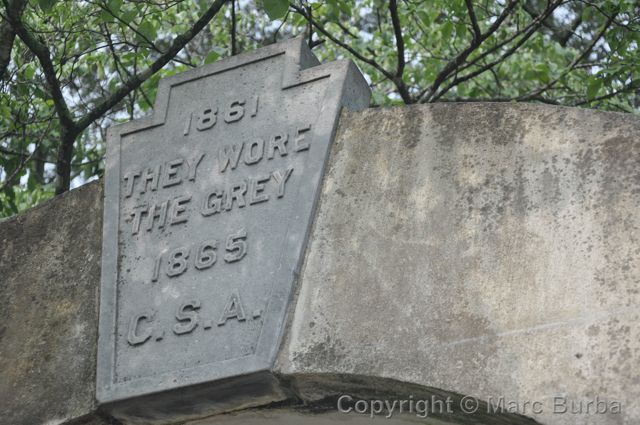 1861
THEY WORE
THE GREY
1865
C.S.A.
Copyright © Marc Burba